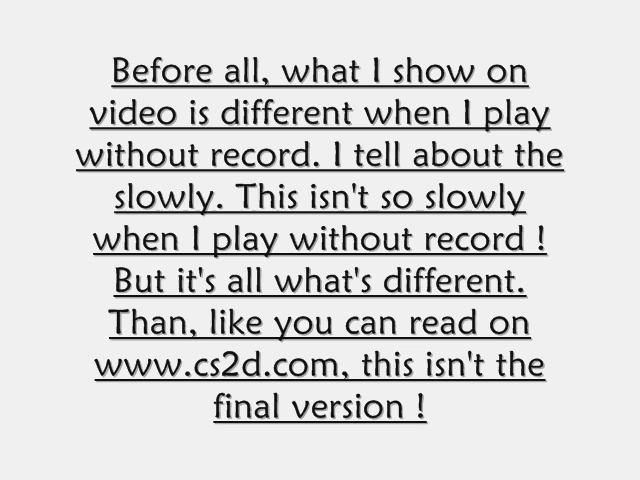 Before all, what I show on
video is different when I play
without record. I tell about the
slowly. This isn't so slowly
when I play without record !
But it's all what's different.
Than, like you can read on
www.cs2d.com, this isn't the
final version !